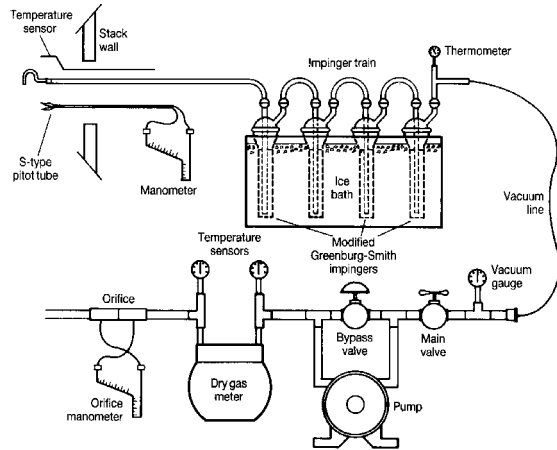 Temperature
sensor
Stack
wall
Impinger train
Thermometer
S-type
pitot tube
Manometer
Ice
bath
Vacuum
line
Modified
Greenburg-Smith
impingers
Temperature
sensors
Vacuum
gauge
Orifice
Bypass
valve
Main
valve
Dry gas
meter
Orifice
manometer
Pump